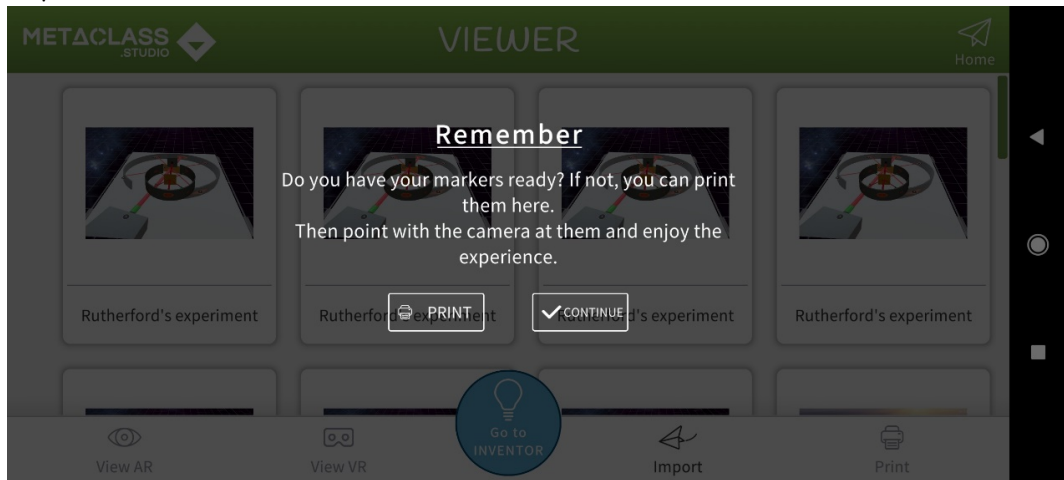 METACLASS
.STUDIO
VIEWER
Home
Remember
Do you have your markers ready? If not, you can print
them here.
Then point with the camera at them and enjoy the
experience.
PRINT
CONTINUE
Rutherford's experiment
Rutherford's experiment
Rutherford's experiment
Rutherford's experiment
View AR
View VR
Go to
INVENTOR
Import
Print